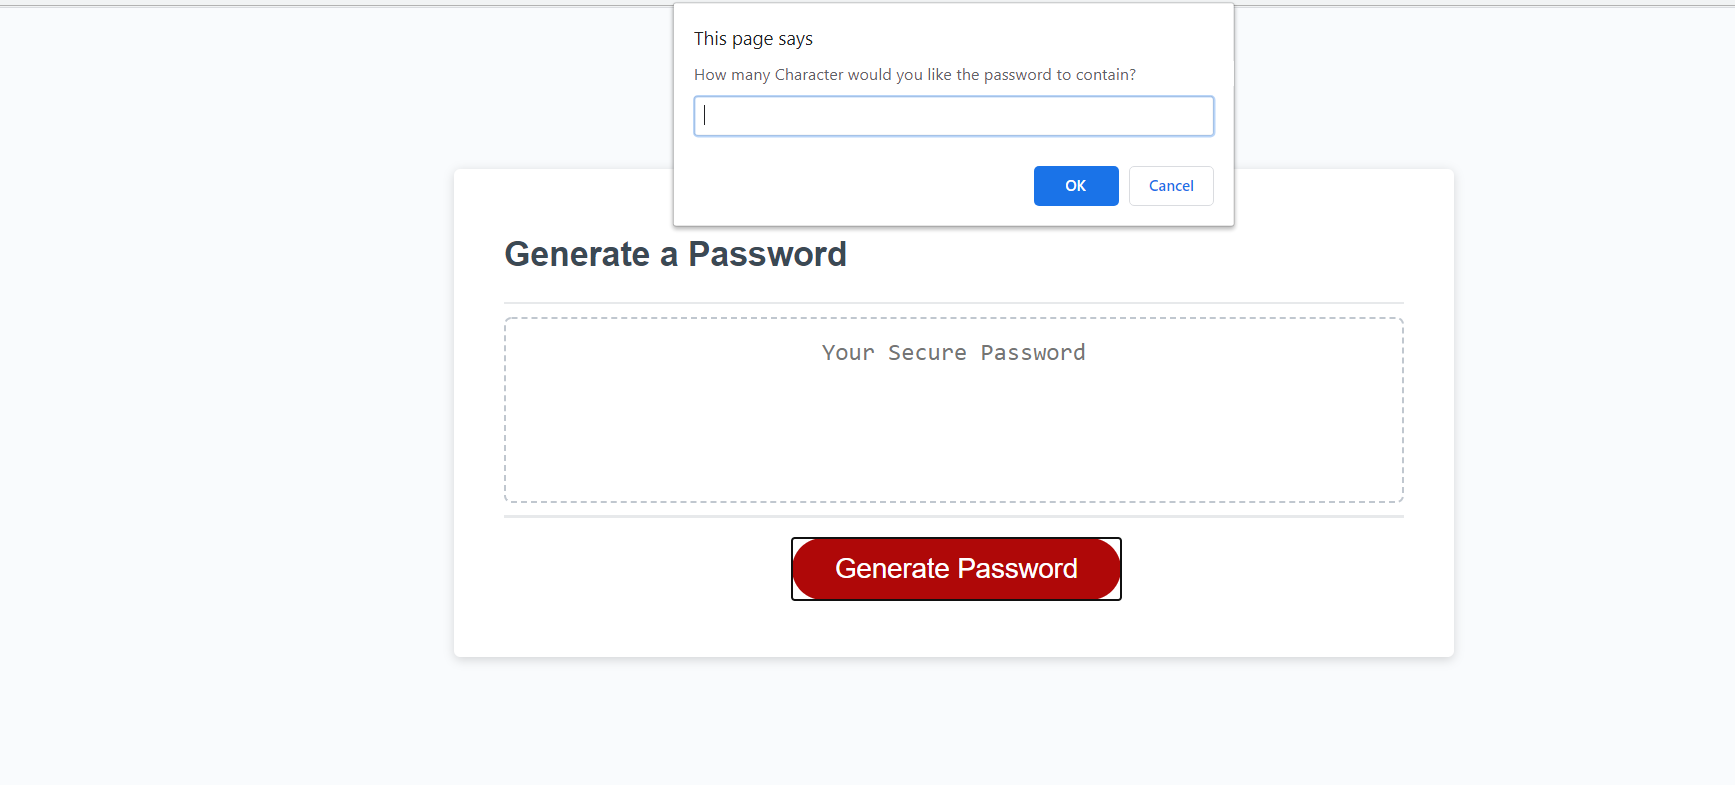 This page says
How many Character would you like the password to contain?
OK
Cancel
Generate a Password
Your Secure Password
Generate Password